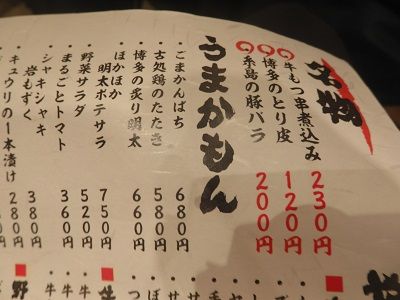 名物
牛もつ串煮込み 230円
博多のとり皮 120円
糸島の豚バラ 200円
うまかもん
・ごまかんぱち 680円
・古処鶏のたたき 580円
・博多の炙り明太 660円
・ほかほか
明太ポテサラ 750円
・野菜サラダ 520円
・まるごとトマト 360円
・シャキシャキ
岩もずく 380円
・キュウリの1本漬け 280円